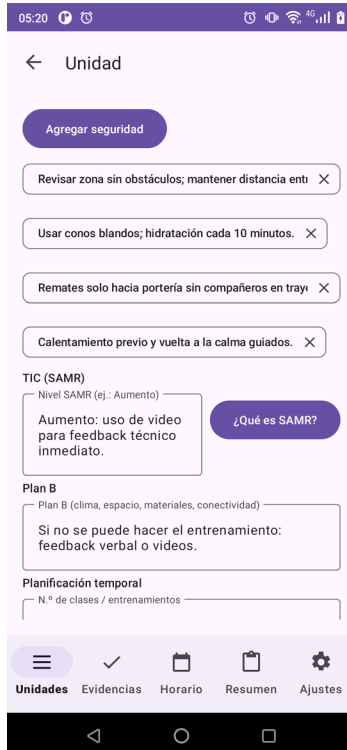 05:20
4G
Unidad
Agregar seguridad
Revisar zona sin obstáculos; mantener distancia
Usar conos blandos; hidratación cada 10 minutos.
Remates solo hacia portería sin compañeros en
Calentamiento previo y vuelta a la calma guiados.
TIC (SAMR)
Nivel SAMR (ej.: Aumento)
Aumento: uso de video
para feedback técnico
inmediato.
¿Qué es SAMR?
Plan B
Plan B (clima, espacio, materiales, conectividad)
Si no se puede hacer el entrenamiento:
feedback verbal o videos.
Planificación temporal
N.º de clases / entrenamientos
Unidades Evidencias Horario Resumen Ajustes